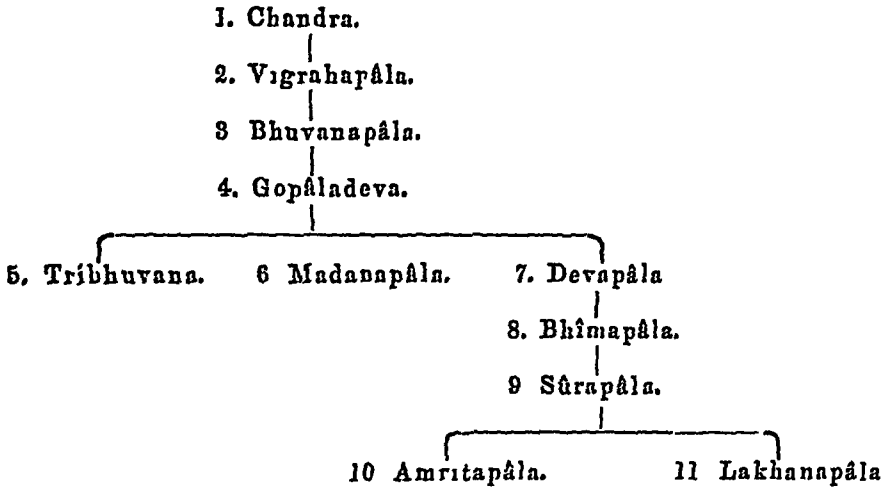 1. Chandra.
2. Vigrahapâla.
3 Bhuvanapâla.
4. Gopâladeva.
5. Tribhuvana. 6 Madanapâla. 7. Devapâla
8. Bhîmapâla.
9 Sûrapâla.
10 Amritapâla. 11 Lakhanapâla